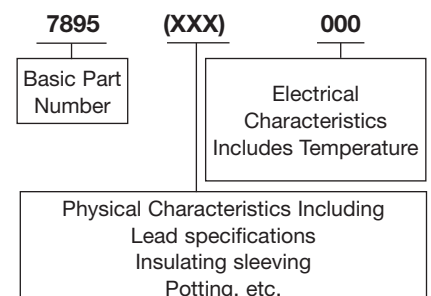 7895 (XXX) 000
Basic Part
Number
Electrical
Characteristics
Includes Temperature
Physical Characteristics Including
Lead specifications
Insulating sleeving
Potting, etc.